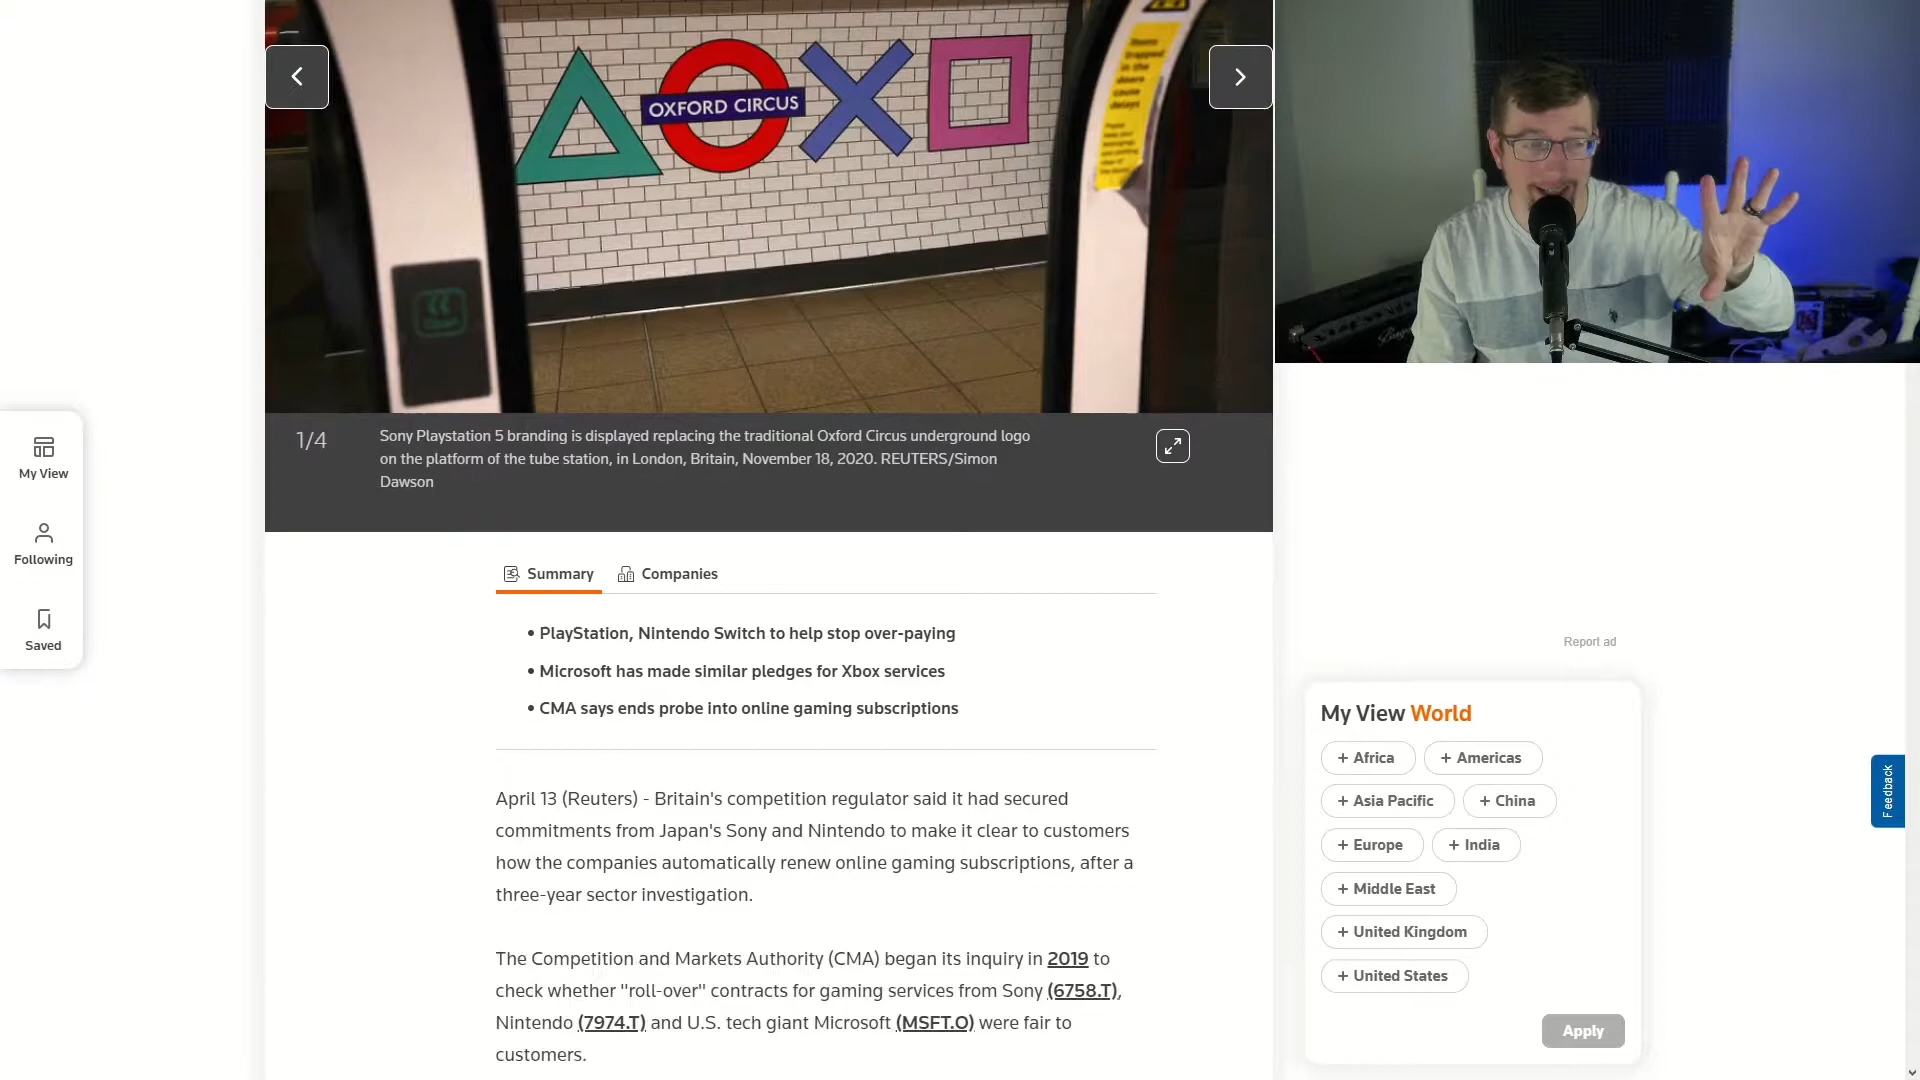 OXFORD CIRCUS
1/4
Sony Playstation 5 branding is displayed replacing the traditional Oxford Circus underground logo
on the platform of the tube station, in London, Britain, November 18, 2020. REUTERS/Simon
Dawson
My View
Following
Saved
Summary
Companies
• PlayStation, Nintendo Switch to help stop over-paying
• Microsoft has made similar pledges for Xbox services
• CMA says ends probe into online gaming subscriptions
April 13 (Reuters) - Britain's competition regulator said it had secured
commitments from Japan's Sony and Nintendo to make it clear to customers
how the companies automatically renew online gaming subscriptions, after a
three-year sector investigation.
The Competition and Markets Authority (CMA) began its inquiry in 2019 to
check whether "roll-over" contracts for gaming services from Sony (6758.T),
Nintendo (7974.T) and U.S. tech giant Microsoft (MSFT.O) were fair to
customers.
Report ad
My View World
+ Africa
+ Americas
+ Asia Pacific
+ China
+ Europe
+ India
+ Middle East
+ United Kingdom
+ United States
Apply
Feedback